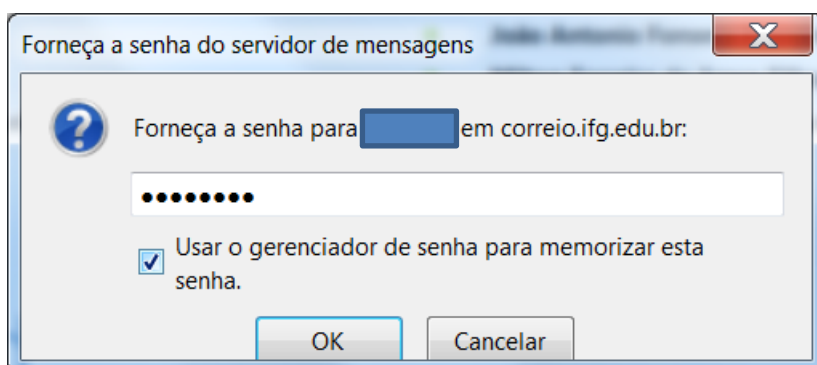 Forneça a senha do servidor de mensagens
Forneça a senha para em correio.ifg.edu.br:
••••••••
Usar o gerenciador de senha para memorizar esta
senha.
OK Cancelar